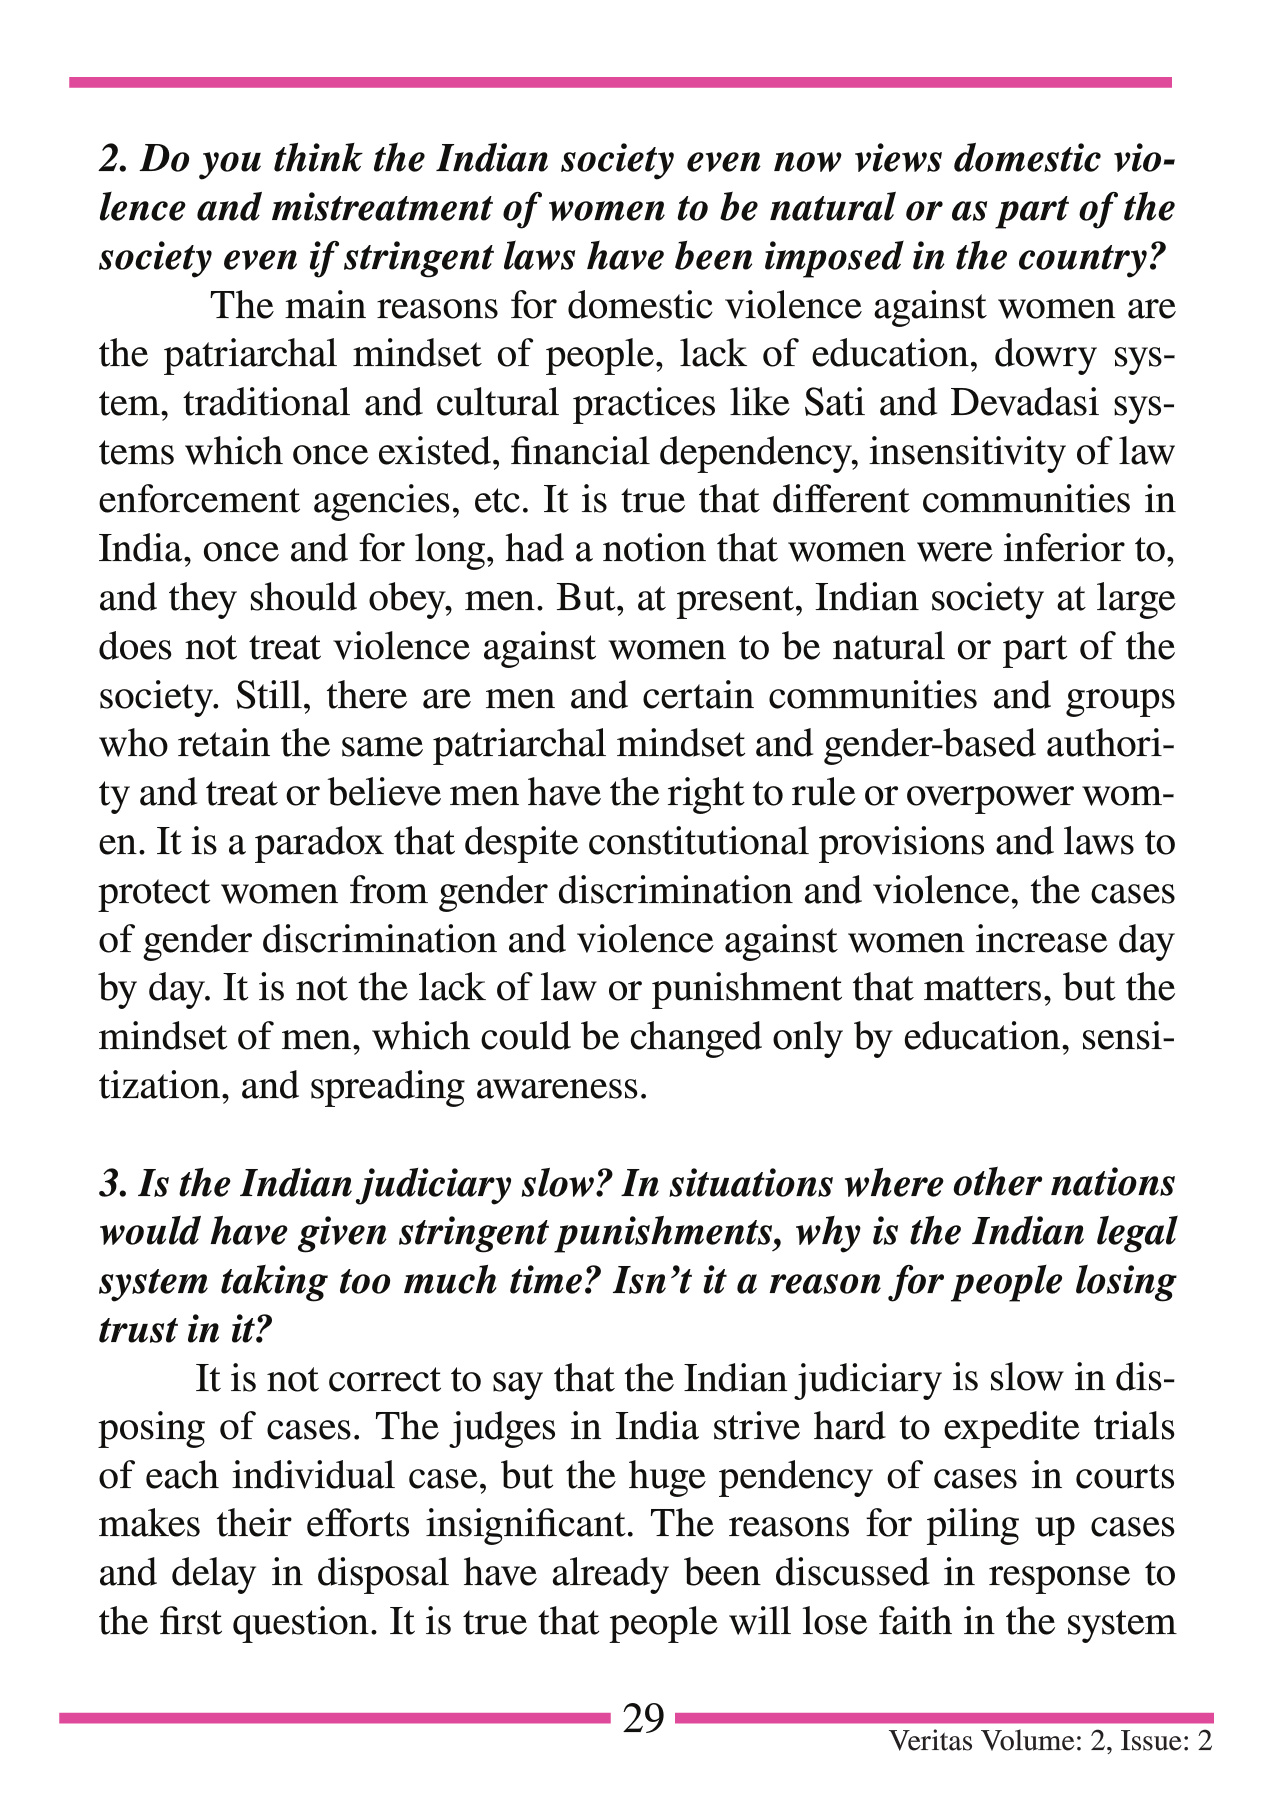 2. Do you think the Indian society even now views domestic vio-
lence and mistreatment of women to be natural or as part of the
society even if stringent laws have been imposed in the country?
The main reasons for domestic violence against women are
the patriarchal mindset of people, lack of education, dowry sys-
tem, traditional and cultural practices like Sati and Devadasi sys-
tems which once existed, financial dependency, insensitivity of law
enforcement agencies, etc. It is true that different communities in
India, once and for long, had a notion that women were inferior to,
and they should obey, men. But, at present, Indian society at large
does not treat violence against women to be natural or part of the
society. Still, there are men and certain communities and groups
who retain the same patriarchal mindset and gender-based authori-
ty and treat or believe men have the right to rule or overpower wom-
en. It is a paradox that despite constitutional provisions and laws to
protect women from gender discrimination and violence, the cases
of gender discrimination and violence against women increase day
by day. It is not the lack of law or punishment that matters, but the
mindset of men, which could be changed only by education, sensi-
tization, and spreading awareness.
3. Is the Indian judiciary slow? In situations where other nations
would have given stringent punishments, why is the Indian legal
system taking too much time? Isn’t it a reason for people losing
trust in it?
It is not correct to say that the Indian judiciary is slow in dis-
posing of cases. The judges in India strive hard to expedite trials
of each individual case, but the huge pendency of cases in courts
makes their efforts insignificant. The reasons for piling up cases
and delay in disposal have already been discussed in response to
the first question. It is true that people will lose faith in the system
29
Veritas Volume: 2, Issue: 2